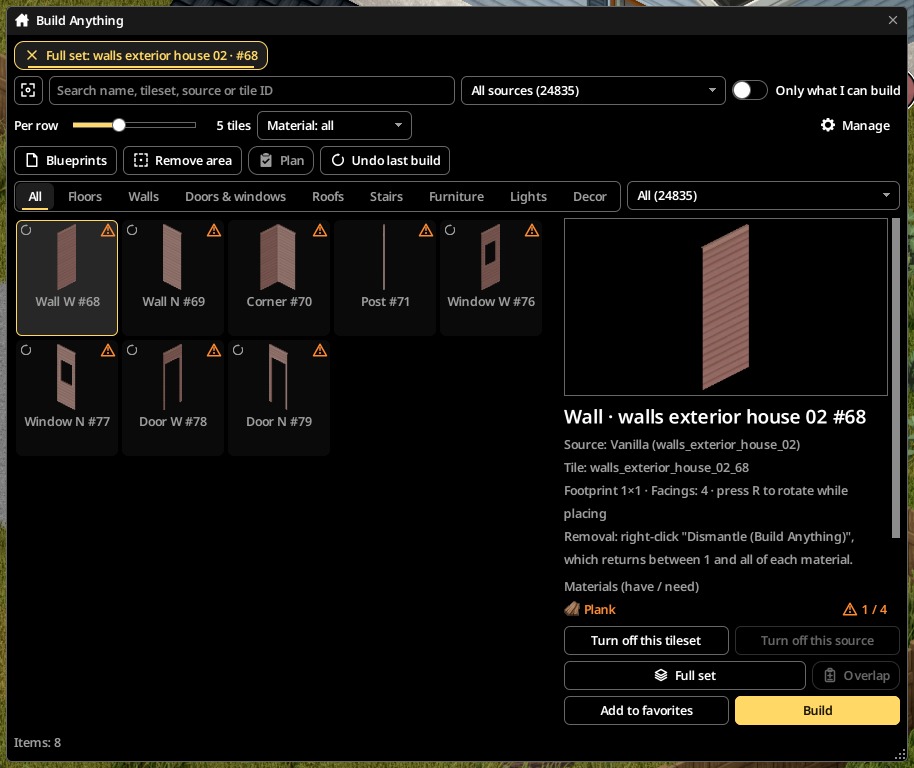 Build Anything
Full set: walls exterior house 02 · #68
Search name, tileset, source or tile ID
All sources (24835)
Only what I can build
Per row
5 tiles
Material: all
Manage
Blueprints
Remove area
Plan
Undo last build
All
Floors
Walls
Doors & windows
Roofs
Stairs
Furniture
Lights
Decor
All (24835)
Wall W #68
Wall N #69
Corner #70
Post #71
Window W #76
Window N #77
Door W #78
Door N #79
Wall · walls exterior house 02 #68
Source: Vanilla (walls_exterior_house_02)
Tile: walls_exterior_house_02_68
Footprint 1×1 · Facings: 4 · press R to rotate while
placing
Removal: right-click "Dismantle (Build Anything)",
which returns between 1 and all of each material.
Materials (have / need)
Plank
1 / 4
Turn off this tileset
Turn off this source
Full set
Overlap
Add to favorites
Build
Items: 8